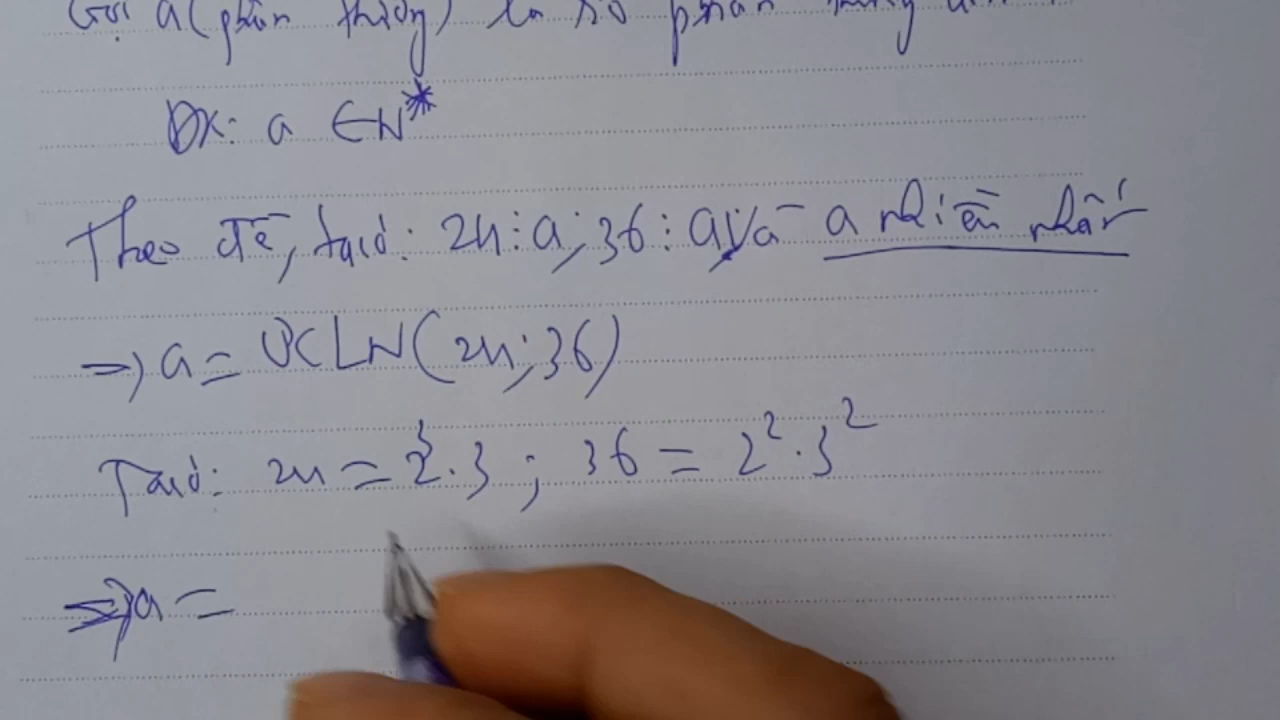 Gọi a (phần thưởng) là số phần thưởng
ĐK: a ∈ N*
Theo đề, ta có: 24 ⋮ a; 36 ⋮ a và a nhiều nhất
=> a = ƯCLN(24; 36)
Ta có: 24 = 2³.3; 36 = 2².3²
=> a =